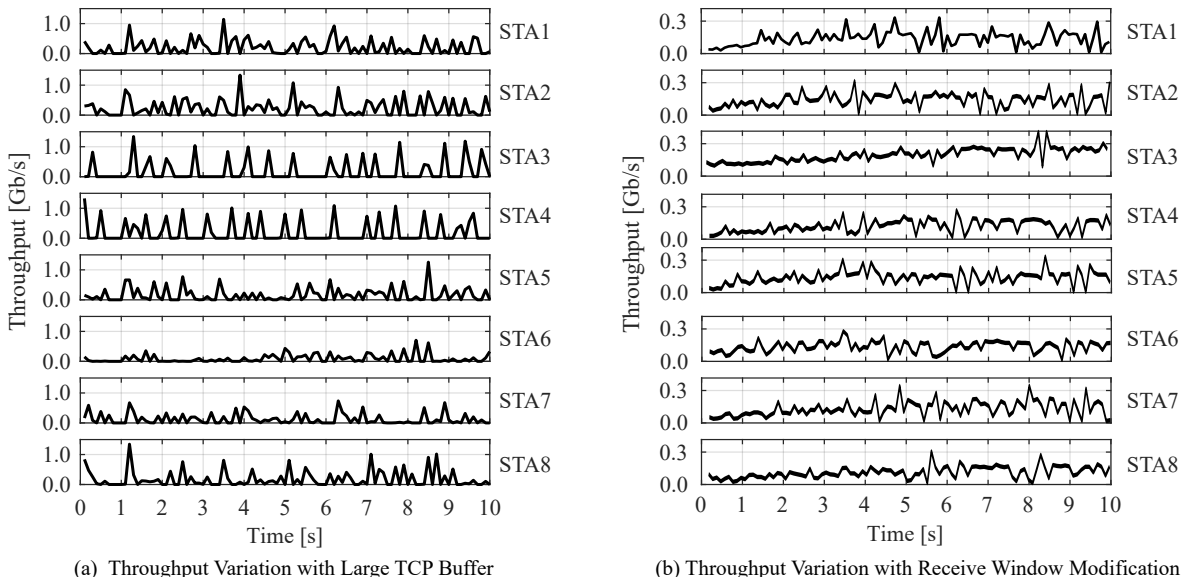 1.0
0.0
STA1
1.0
0.0
STA2
1.0
0.0
STA3
1.0
0.0
STA4
1.0
0.0
STA5
1.0
0.0
STA6
1.0
0.0
STA7
1.0
0.0
STA8
Throughput [Gb/s]
0 1 2 3 4 5 6 7 8 9 10
Time [s]
(a) Throughput Variation with Large TCP Buffer
0.3
0.0
STA1
0.3
0.0
STA2
0.3
0.0
STA3
0.3
0.0
STA4
0.3
0.0
STA5
0.3
0.0
STA6
0.3
0.0
STA7
0.3
0.0
STA8
Throughput [Gb/s]
0 1 2 3 4 5 6 7 8 9 10
Time [s]
(b) Throughput Variation with Receive Window Modification